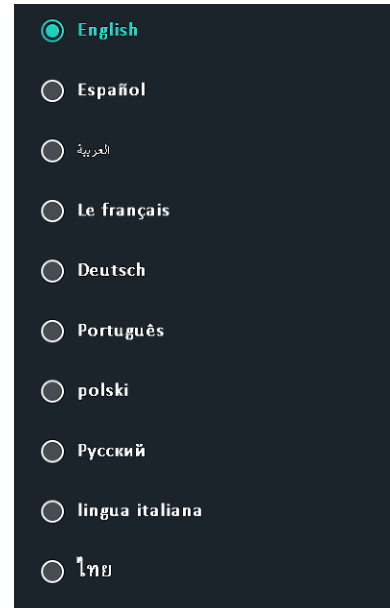 English
Español
العربية
Le français
Deutsch
Português
polski
Русский
lingua italiana
ไทย